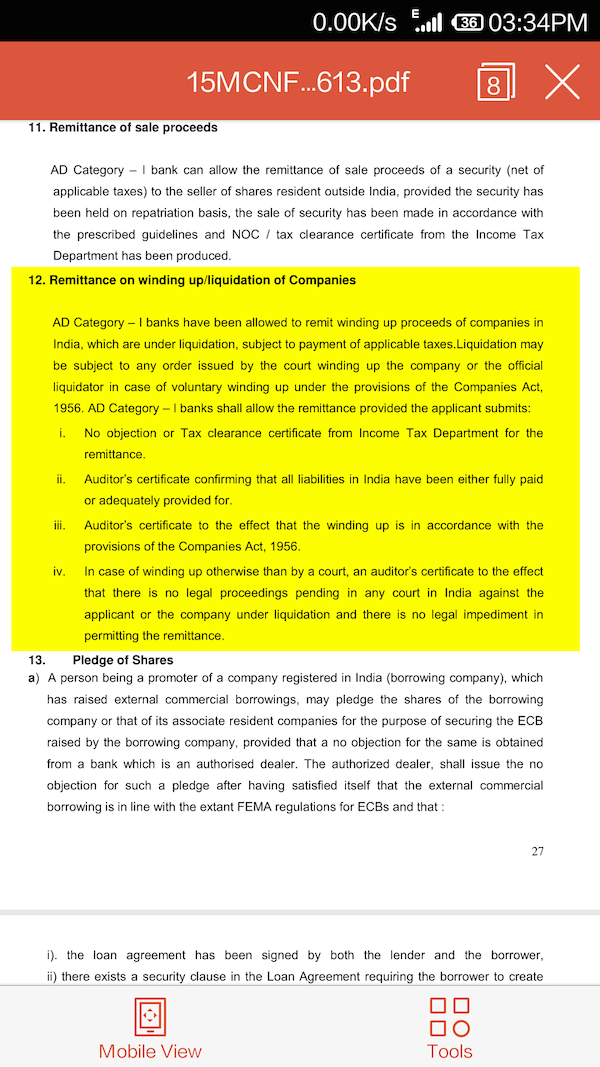 0.00K/s E 36 03:34PM
15MCNF...613.pdf 8
11. Remittance of sale proceeds
AD Category – I bank can allow the remittance of sale proceeds of a security (net of
applicable taxes) to the seller of shares resident outside India, provided the security has
been held on repatriation basis, the sale of security has been made in accordance with
the prescribed guidelines and NOC / tax clearance certificate from the Income Tax
Department has been produced.
12. Remittance on winding up/liquidation of Companies
AD Category – I banks have been allowed to remit winding up proceeds of companies in
India, which are under liquidation, subject to payment of applicable taxes.Liquidation may
be subject to any order issued by the court winding up the company or the official
liquidator in case of voluntary winding up under the provisions of the Companies Act,
1956. AD Category – I banks shall allow the remittance provided the applicant submits:
i. No objection or Tax clearance certificate from Income Tax Department for the
remittance.
ii. Auditor's certificate confirming that all liabilities in India have been either fully paid
or adequately provided for.
iii. Auditor's certificate to the effect that the winding up is in accordance with the
provisions of the Companies Act, 1956.
iv. In case of winding up otherwise than by a court, an auditor's certificate to the effect
that there is no legal proceedings pending in any court in India against the
applicant or the company under liquidation and there is no legal impediment in
permitting the remittance.
13. Pledge of Shares
a) A person being a promoter of a company registered in India (borrowing company), which
has raised external commercial borrowings, may pledge the shares of the borrowing
company or that of its associate resident companies for the purpose of securing the ECB
raised by the borrowing company, provided that a no objection for the same is obtained
from a bank which is an authorised dealer. The authorized dealer, shall issue the no
objection for such a pledge after having satisfied itself that the external commercial
borrowing is in line with the extant FEMA regulations for ECBs and that :
27
i). the loan agreement has been signed by both the lender and the borrower,
ii) there exists a security clause in the Loan Agreement requiring the borrower to create
Mobile View Tools